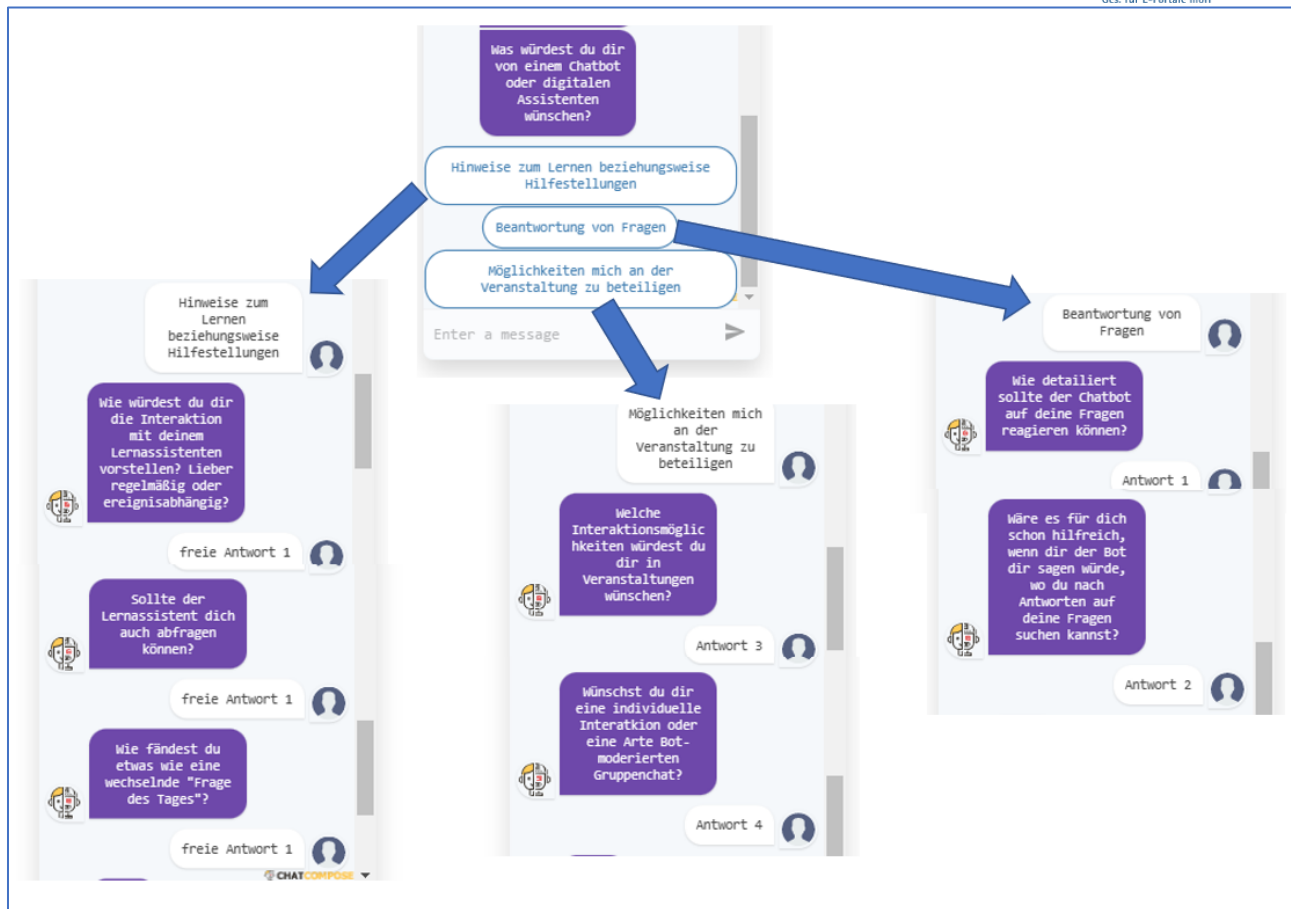 Ges. für E-Portale mbH
Was würdest du dir
von einem Chatbot
oder digitalen
Assistenten
wünschen?
Hinweise zum Lernen beziehungsweise
Hilfestellungen
Beantwortung von Fragen
Möglichkeiten mich an der
Veranstaltung zu beteiligen
Enter a message
Hinweise zum
Lernen
beziehungsweise
Hilfestellungen
Wie würdest du dir
die Interaktion
mit deinem
Lernassistenten
vorstellen? Lieber
regelmäßig oder
ereignisabhängig?
freie Antwort 1
Sollte der
Lernassistent dich
auch abfragen
können?
freie Antwort 1
Wie fändest du
etwas wie eine
wechselnde "Frage
des Tages"?
freie Antwort 1
CHATCOMPOSE
Möglichkeiten mich
an der
Veranstaltung zu
beteiligen
Welche
Interaktionsmöglic
hkeiten würdest du
dir in
Veranstaltungen
wünschen?
Antwort 3
Wünschst du dir
eine individuelle
Interatkion oder
eine Arte Bot-
moderierten
Gruppenchat?
Antwort 4
Beantwortung von
Fragen
Wie detailiert
sollte der Chatbot
auf deine Fragen
reagieren können?
Antwort 1
Wäre es für dich
schon hilfreich,
wenn dir der Bot
dir sagen würde,
wo du nach
Antworten auf
deine Fragen
suchen kannst?
Antwort 2